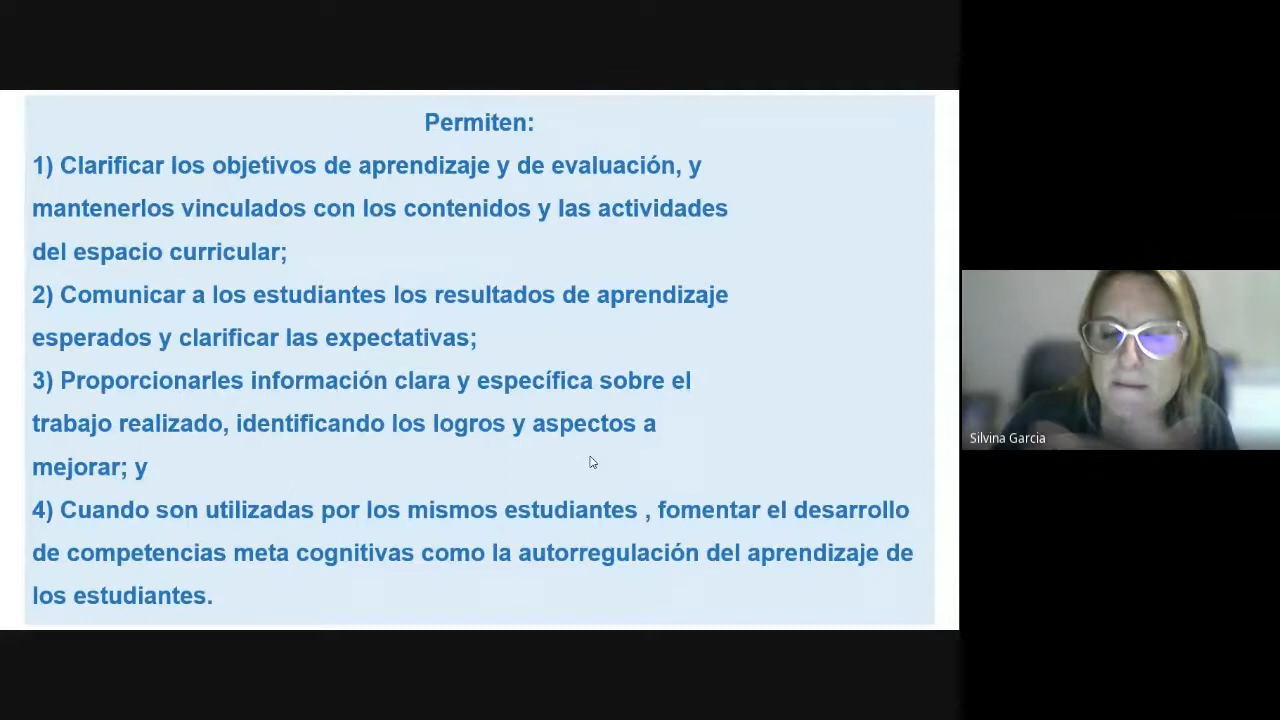 Permiten:
1) Clarificar los objetivos de aprendizaje y de evaluación, y
mantenerlos vinculados con los contenidos y las actividades
del espacio curricular;
2) Comunicar a los estudiantes los resultados de aprendizaje
esperados y clarificar las expectativas;
3) Proporcionarles información clara y específica sobre el
trabajo realizado, identificando los logros y aspectos a
mejorar; y
4) Cuando son utilizadas por los mismos estudiantes , fomentar el desarrollo
de competencias meta cognitivas como la autorregulación del aprendizaje de
los estudiantes.
Silvina Garcia